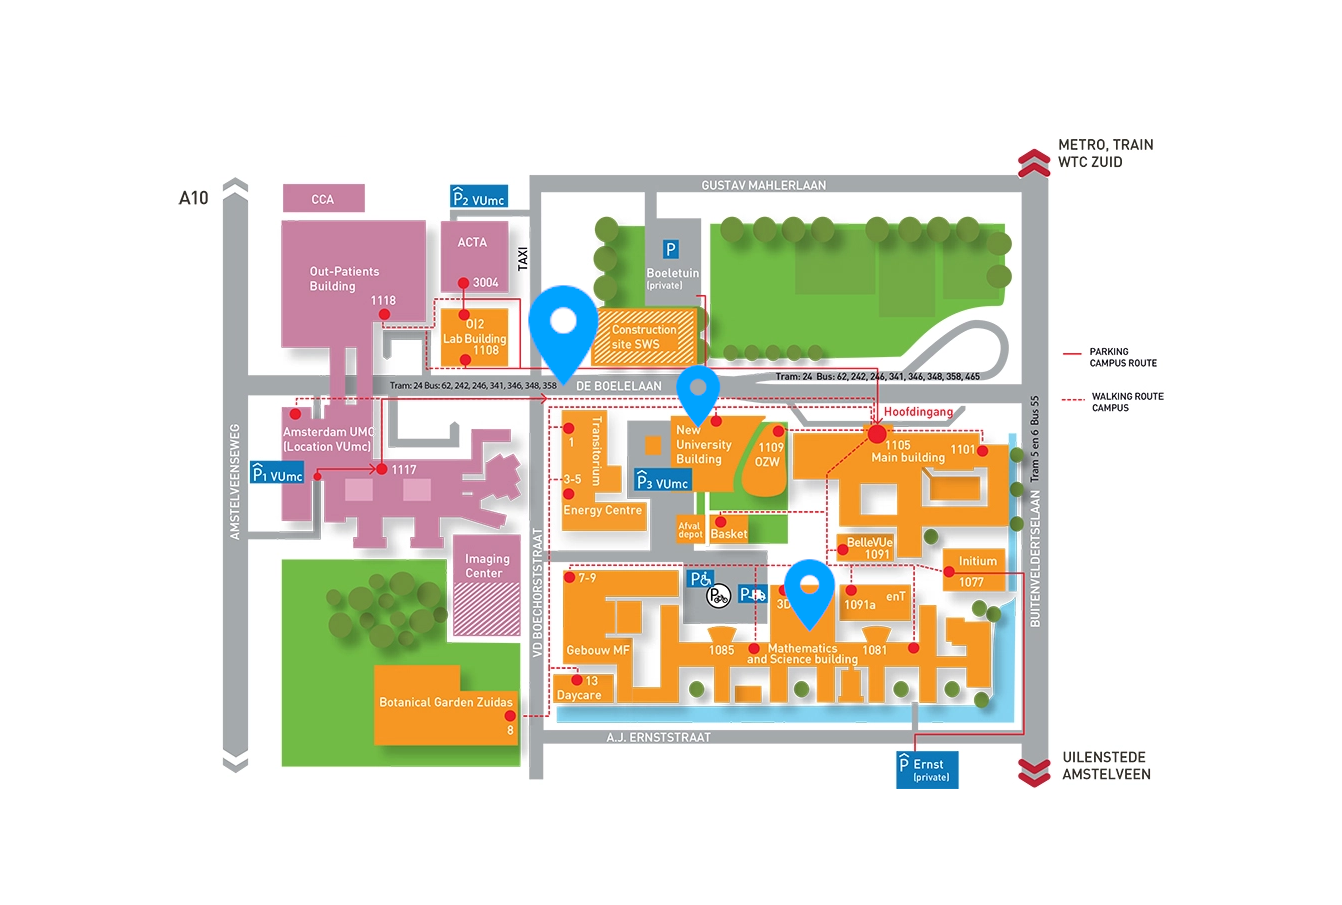 METRO, TRAIN
WTC ZUID
A10
CCA
P2 VUmc
GUSTAV MAHLERLAAN
ACTA
TAXI
3004
P
Boeletuin
(private)
Out-Patients
Building
1118
O|2
Lab Building
1108
Construction
site SWS
PARKING
CAMPUS ROUTE
Tram: 24 Bus: 62, 242, 246, 341, 346, 348, 358
DE BOELELAAN
Tram: 24 Bus: 62, 242, 246, 341, 346, 348, 358, 465
WALKING ROUTE
CAMPUS
Hoofdingang
Amsterdam UMC
(Location VUmc)
P1 VUmc
1117
1
Transitorium
3-5
Energy Centre
New
University
Building
P3 VUmc
1109
OZW
1105
Main building
1101
AMSTELVEENSEWEG
Tram 5 en 6 Bus 55
BUITENVELDERTSELAAN
VD BOECHORSTSTRAAT
Afval
depot
Basket
BelleVUe
1091
Initium
1077
Imaging
Center
7-9
P
P
P
3D
1091a
enT
Gebouw MF
1085
Mathematics
and Science building
1081
13
Daycare
Botanical Garden Zuidas
8
A.J. ERNSTSTRAAT
P Ernst
(private)
UILENSTEDE
AMSTELVEEN